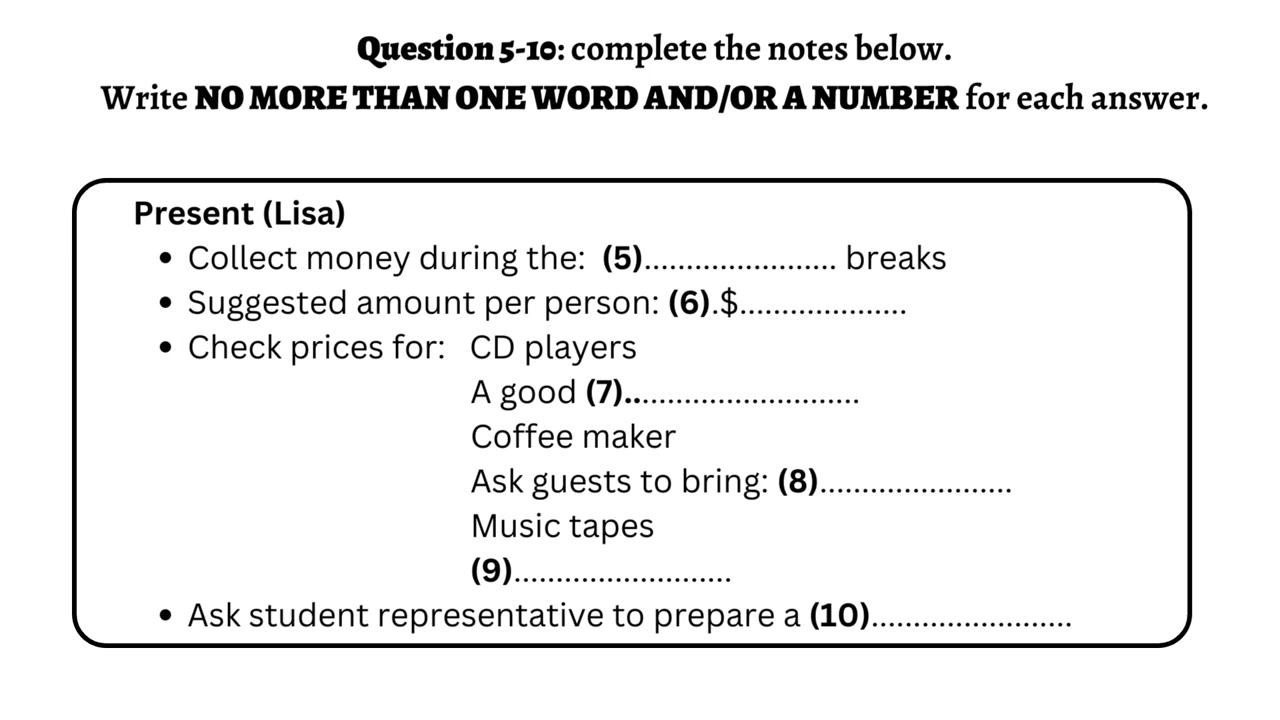 Question 5-10: complete the notes below.
Write NO MORE THAN ONE WORD AND/OR A NUMBER for each answer.
Present (Lisa)
• Collect money during the: (5)....................... breaks
• Suggested amount per person: (6).$....................
• Check prices for: CD players
A good (7)............................
Coffee maker
Ask guests to bring: (8).......................
Music tapes
(9)..........................
• Ask student representative to prepare a (10)........................